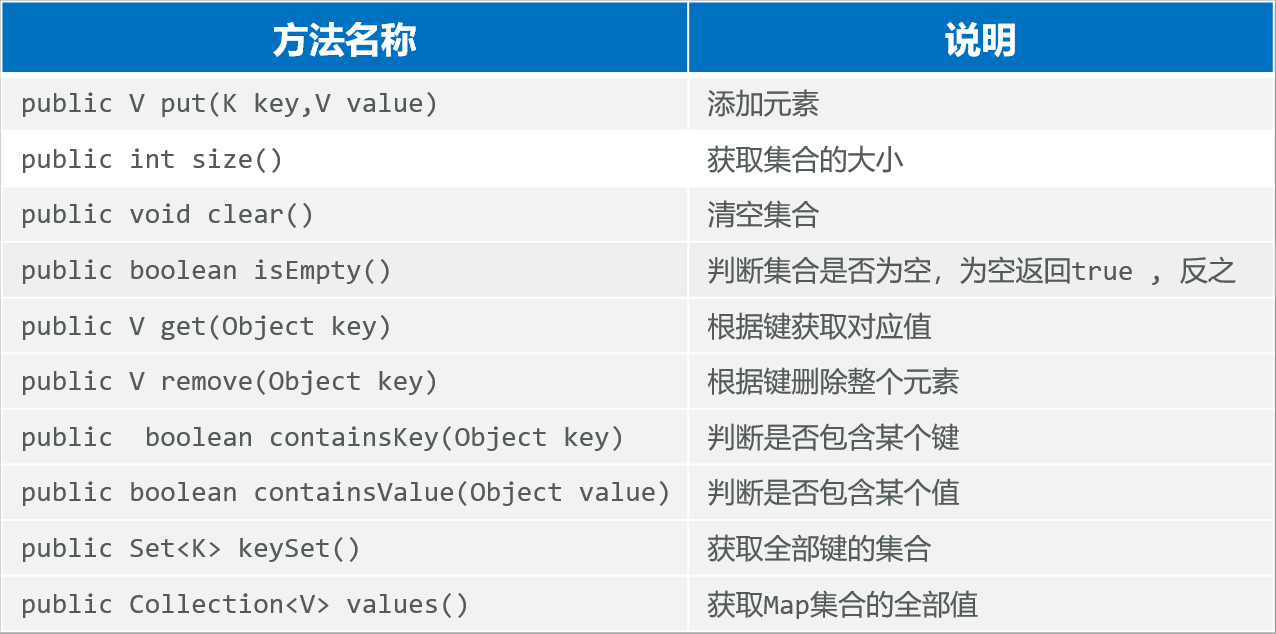 方法名称 说明
public V put(K key,V value) 添加元素
public int size() 获取集合的大小
public void clear() 清空集合
public boolean isEmpty() 判断集合是否为空，为空返回true , 反之
public V get(Object key) 根据键获取对应值
public V remove(Object key) 根据键删除整个元素
public  boolean containsKey(Object key) 判断是否包含某个键
public boolean containsValue(Object value) 判断是否包含某个值
public Set<K> keySet() 获取全部键的集合
public Collection<V> values() 获取Map集合的全部值